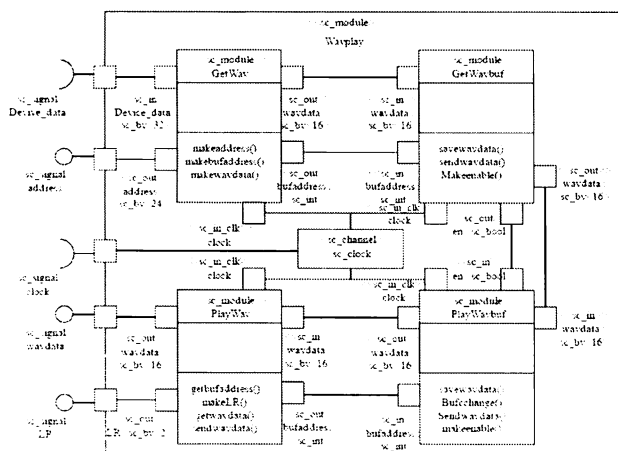 sc_module
Wavplay
sc_module
GetWav
sc_module
GetWavbuf
sc_signal
Device_data
sc_in
Device_data
sc_bv 32
sc_out
wavdata
sc_bv 16
sc_in
wavdata
sc_bv 16
makeaddress()
makebufaddress()
makewavdata()
savewavdata()
sendwavdata()
Makeenable()
sc_signal
address
sc_out
address
sc_bv 24
sc_out
bufaddress
sc_int
sc_in
bufaddress
sc_int
sc_out
wavdata
sc_bv 16
sc_in_clk
clock
sc_in_clk
clock
sc_out
en sc_bool
sc_channel
sc_clock
sc_signal
clock
sc_in_clk
clock
sc_in_clk
clock
sc_in
en sc_bool
sc_module
PlayWav
sc_module
PlayWavbuf
sc_signal
wavdata
sc_out
wavdata
sc_bv 16
sc_in
wavdata
sc_bv 16
sc_out
wavdata
sc_bv 16
sc_in
wavdata
sc_bv 16
getbufaddress()
makeLR()
getwavdata()
sendwavdata()
savewavdata()
Bufchange()
Sendwavdata()
makeenable()
sc_signal
LR
sc_out
LR sc_bv 2
sc_out
bufaddress
sc_int
sc_in
bufaddress
sc_int